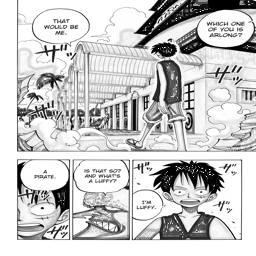 WHICH ONE
OF YOU IS
ARLONG?
THAT
WOULD BE
ME.
I'M
LUFFY.
IS THAT SO?
AND WHAT'S
A LUFFY?
A
PIRATE.